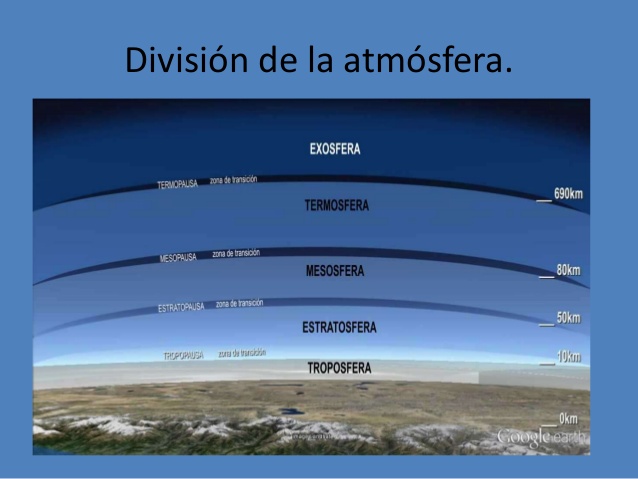 División de la atmósfera.
EXOSFERA
TERMOPAUSA zona de transición
690km
TERMOSFERA
MESOPAUSA zona de transición
80km
MESOSFERA
ESTRATOPAUSA zona de transición
50km
ESTRATOSFERA
TROPOPAUSA zona de transición
10km
TROPOSFERA
0km
Google earth